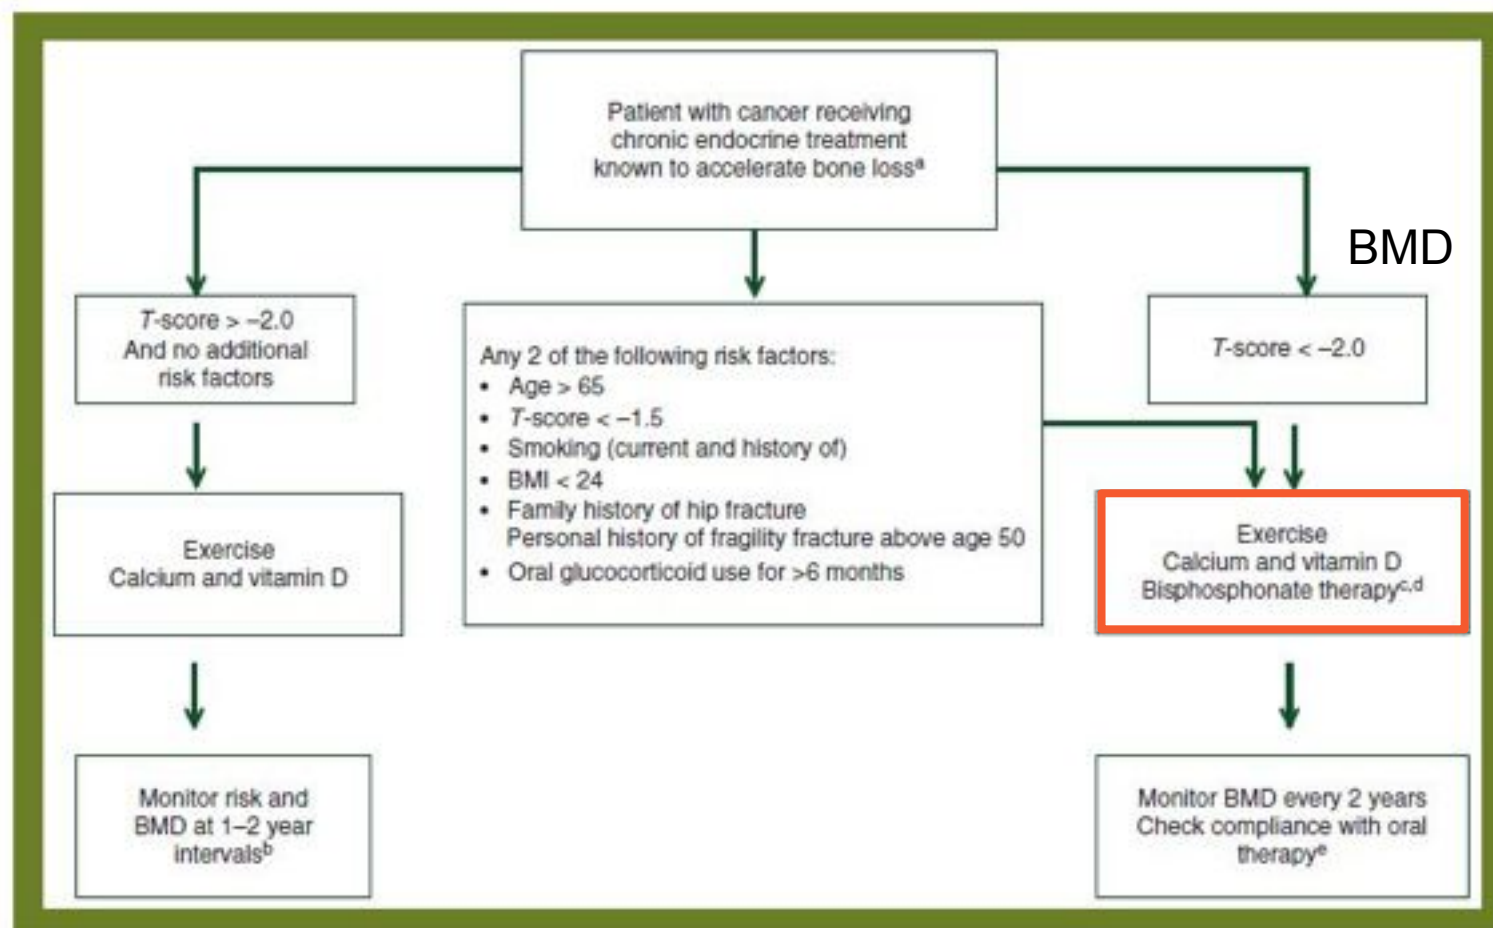 Patient with cancer receiving
chronic endocrine treatment
known to accelerate bone lossᵃ
BMD
T-score > –2.0
And no additional
risk factors
Any 2 of the following risk factors:
• Age > 65
• T-score < –1.5
• Smoking (current and history of)
• BMI < 24
• Family history of hip fracture
Personal history of fragility fracture above age 50
• Oral glucocorticoid use for >6 months
T-score < –2.0
Exercise
Calcium and vitamin D
Exercise
Calcium and vitamin D
Bisphosphonate therapyᶜ,ᵈ
Monitor risk and
BMD at 1–2 year
intervalsᵇ
Monitor BMD every 2 years
Check compliance with oral
therapyᵉ